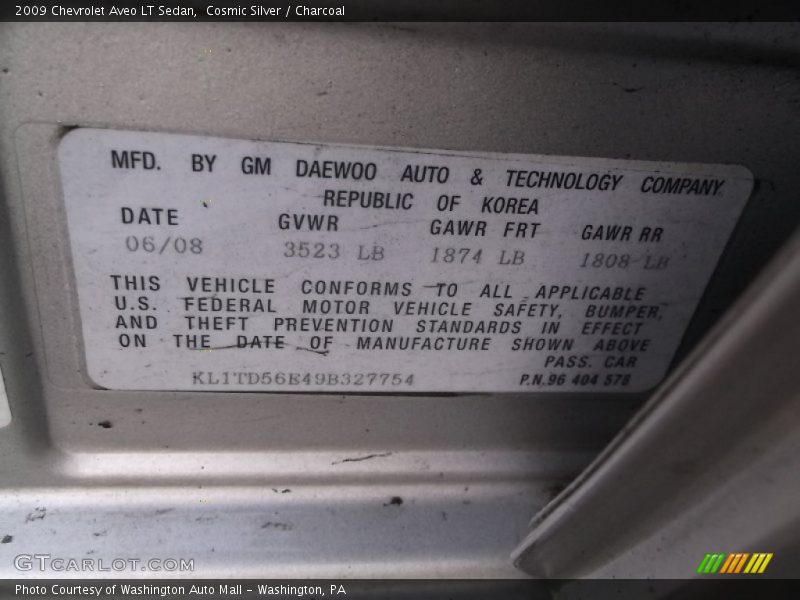 2009 Chevrolet Aveo LT Sedan,  Cosmic Silver / Charcoal
MFD. BY GM DAEWOO AUTO & TECHNOLOGY COMPANY
REPUBLIC OF KOREA
DATE GVWR GAWR FRT GAWR RR
06/08 3523 LB 1874 LB 1808 LB
THIS VEHICLE CONFORMS TO ALL APPLICABLE
U.S. FEDERAL MOTOR VEHICLE SAFETY, BUMPER,
AND THEFT PREVENTION STANDARDS IN EFFECT
ON THE DATE OF MANUFACTURE SHOWN ABOVE
PASS. CAR
KL1TD56E49B327754 P.N.96 404 578
GTCARLOT.COM
Photo Courtesy of Washington Auto Mall – Washington, PA